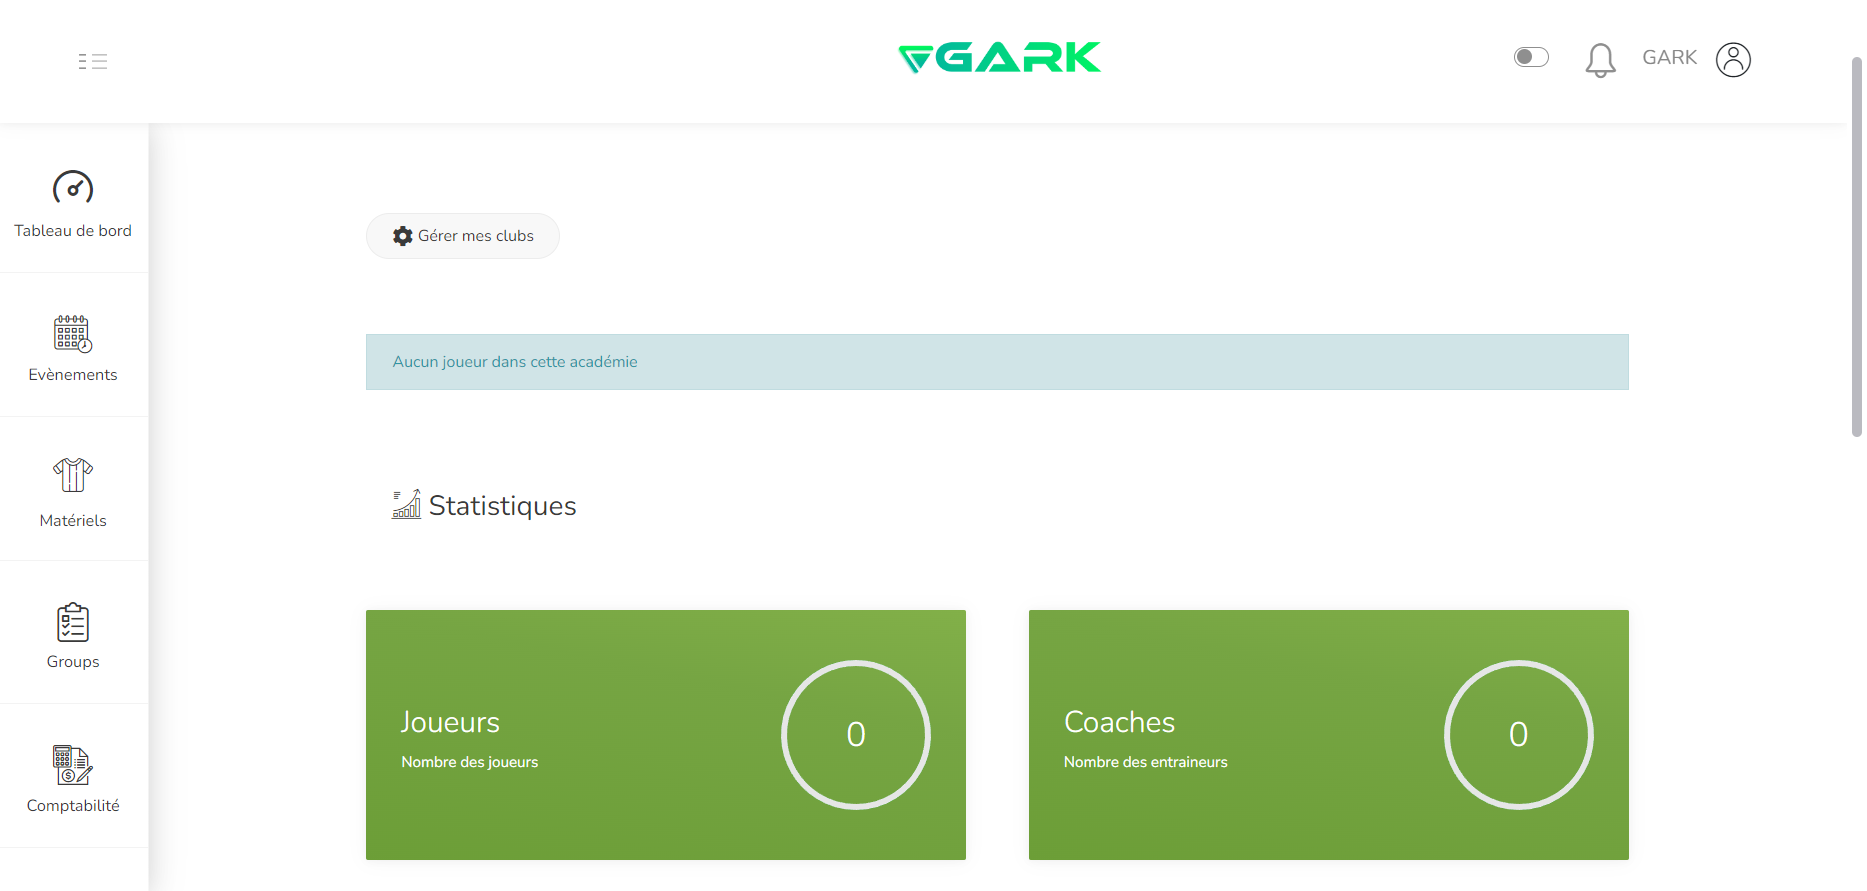 GARK
GARK
Tableau de bord
Evènements
Matériels
Groups
Comptabilité
Gérer mes clubs
Aucun joueur dans cette académie
Statistiques
Joueurs
Nombre des joueurs
0
Coaches
Nombre des entraineurs
0